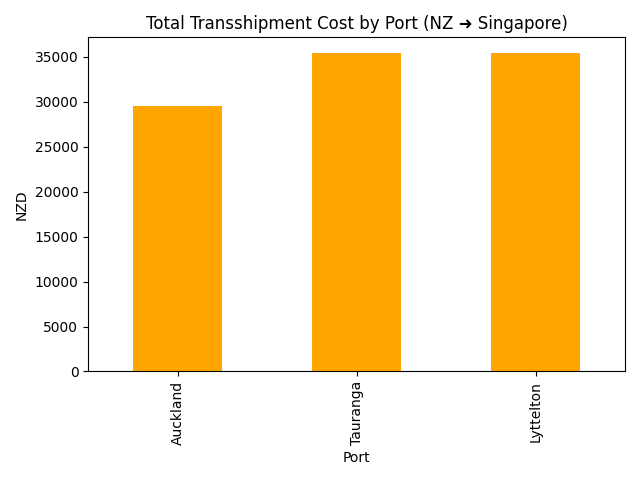 Total Transshipment Cost by Port (NZ ➜ Singapore)
35000
30000
25000
20000
15000
10000
5000
0
NZD
Auckland
Tauranga
Lyttelton
Port